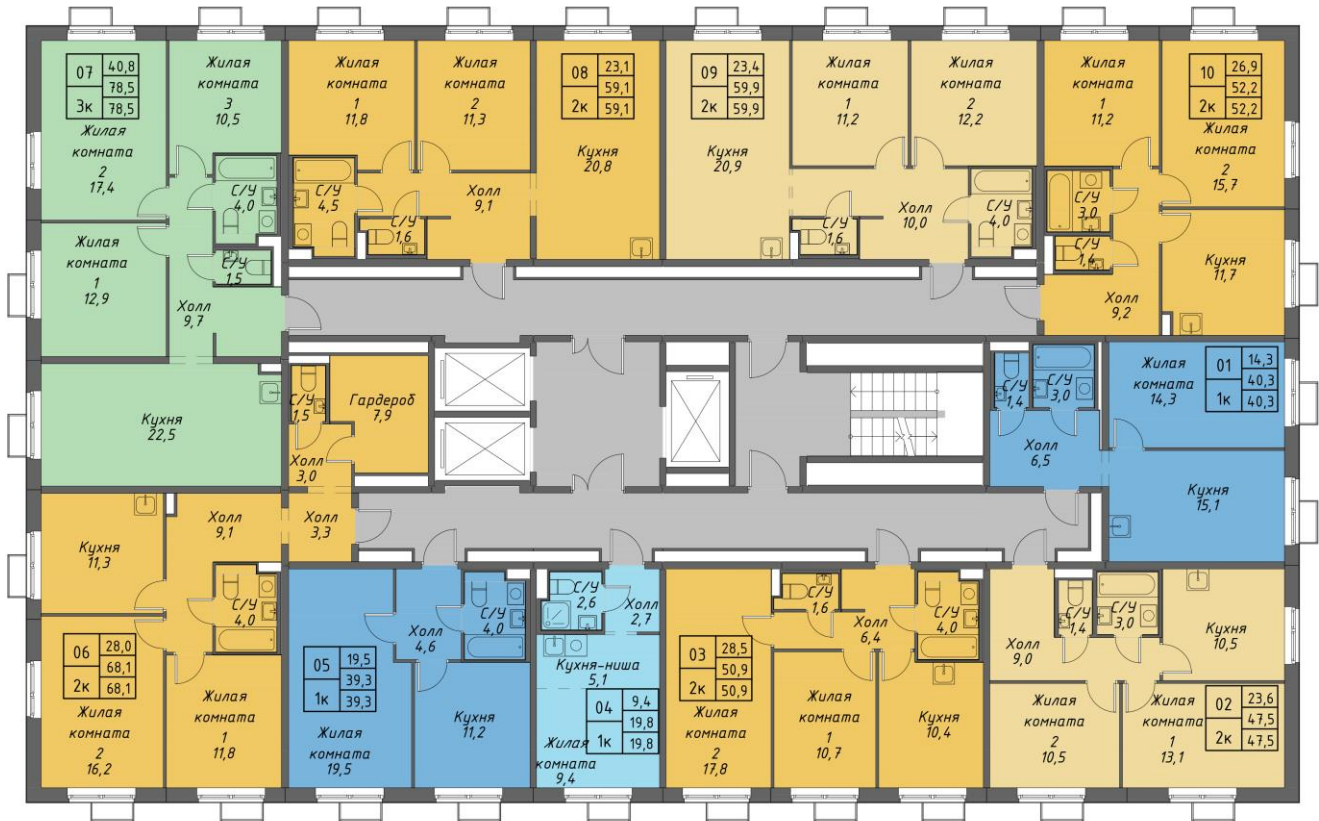 07
40,8
78,5
3к
78,5
Жилая
комната
2
17,4
Жилая
комната
3
10,5
С/У
4,0
С/У
1,5
Жилая
комната
1
12,9
Холл
9,7
Кухня
22,5
Жилая
комната
1
11,8
Жилая
комната
2
11,3
С/У
4,5
С/У
1,6
Холл
9,1
08
23,1
59,1
2к
59,1
Кухня
20,8
09
23,4
59,9
2к
59,9
Кухня
20,9
Жилая
комната
1
11,2
Жилая
комната
2
12,2
С/У
1,6
Холл
10,0
С/У
4,0
Жилая
комната
1
11,2
10
26,9
52,2
2к
52,2
Жилая
комната
2
15,7
С/У
3,0
С/У
1,4
Холл
9,2
Кухня
11,7
С/У
1,5
Гардероб
7,9
Холл
3,0
Холл
3,3
С/У
1,4
С/У
3,0
Холл
6,5
Жилая
комната
14,3
01
14,3
40,3
1к
40,3
Кухня
15,1
Кухня
11,3
Холл
9,1
С/У
4,0
06
28,0
68,1
2к
68,1
Жилая
комната
2
16,2
Жилая
комната
1
11,8
05
19,5
39,3
1к
39,3
Жилая
комната
19,5
Холл
4,6
С/У
4,0
Кухня
11,2
С/У
2,6
Холл
2,7
Кухня-ниша
5,1
04
9,4
19,8
1к
19,8
Жилая
комната
9,4
03
28,5
50,9
2к
50,9
Жилая
комната
2
17,8
С/У
1,6
Холл
6,4
С/У
4,0
Жилая
комната
1
10,7
Кухня
10,4
Холл
9,0
С/У
1,4
С/У
3,0
Кухня
10,5
Жилая
комната
2
10,5
Жилая
комната
1
13,1
02
23,6
47,5
2к
47,5